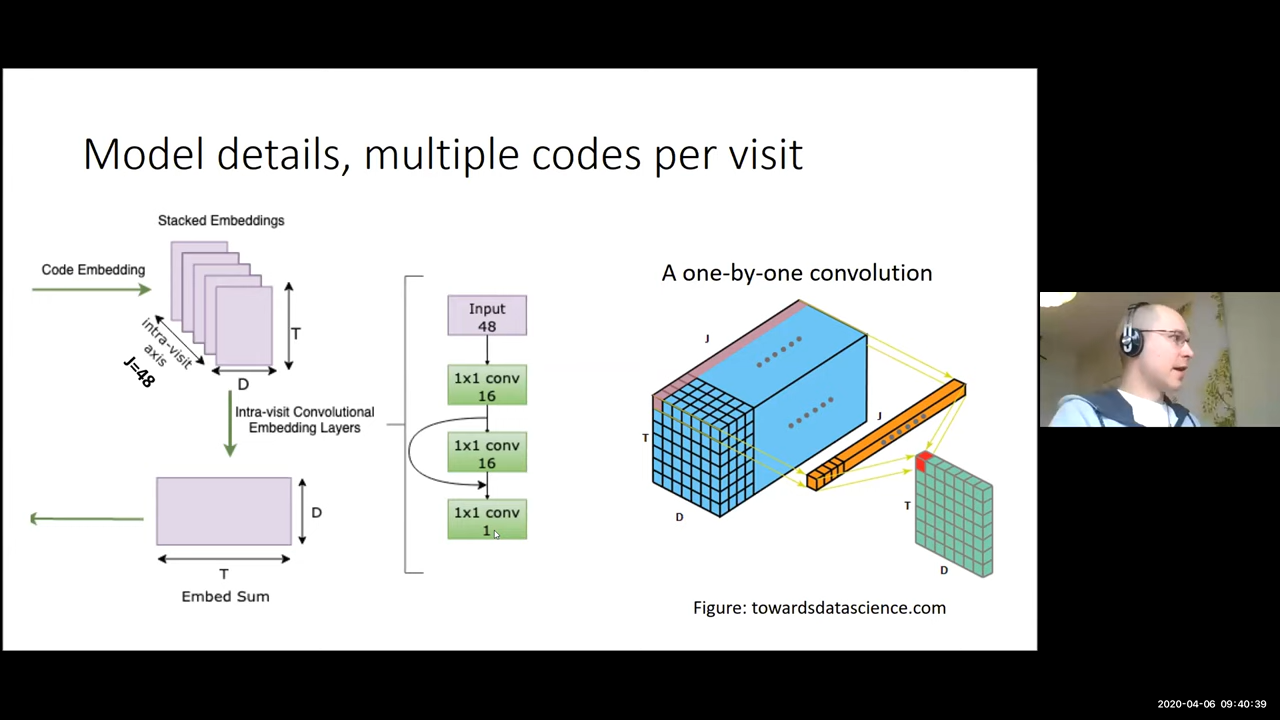 Model details, multiple codes per visit
Stacked Embeddings
Code Embedding
intra-visit
axis
J=48
T
D
Intra-visit Convolutional
Embedding Layers
D
T
Embed Sum
Input
48
1x1 conv
16
1x1 conv
16
1x1 conv
1
A one-by-one convolution
J
T
D
J
T
D
Figure: towardsdatascience.com
2020-04-06 09:40:39